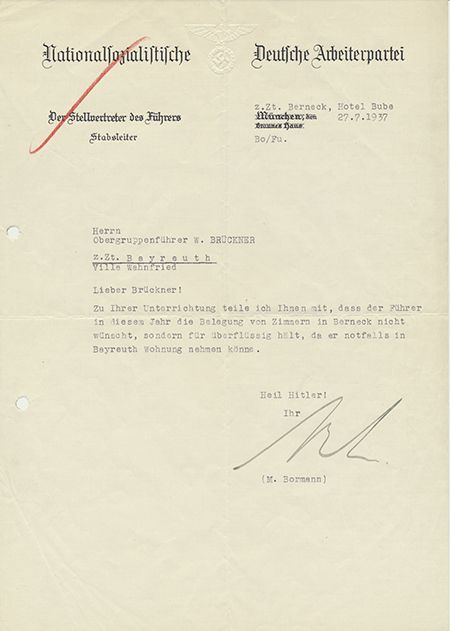 Nationalsozialistische Deutsche Arbeiterpartei
Der Stellvertreter des Führers
Stabsleiter
z.Zt. Berneck, Hotel Bube
München, den 27.7.1937
Braunes Haus
Bo/Fu.
Herrn
Obergruppenführer W. BRÜCKNER
z.Zt. Bayreuth
Villa Wahnfried
Lieber Brückner!
Zu Ihrer Unterrichtung teile ich Ihnen mit, dass der Führer
in diesem Jahr die Belegung von Zimmern in Berneck nicht
wünscht, sondern für überflüssig hält, da er notfalls in
Bayreuth Wohnung nehmen könne.
Heil Hitler!
Ihr
(M. Bormann)